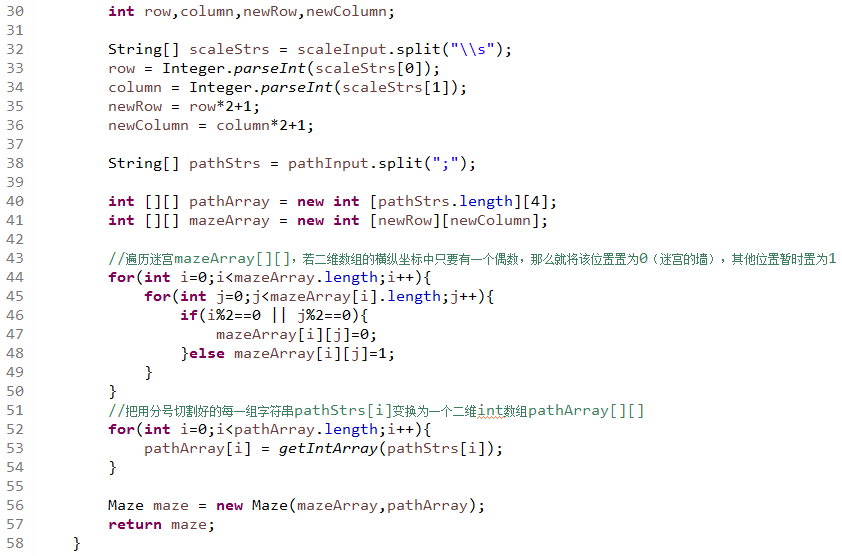 30 int row,column,newRow,newColumn;
31
32 String[] scaleStrs = scaleInput.split("\\s");
33 row = Integer.parseInt(scaleStrs[0]);
34 column = Integer.parseInt(scaleStrs[1]);
35 newRow = row*2+1;
36 newColumn = column*2+1;
37
38 String[] pathStrs = pathInput.split(";");
39
40 int [][] pathArray = new int [pathStrs.length][4];
41 int [][] mazeArray = new int [newRow][newColumn];
42
43 //遍历迷宫mazeArray[][]，若二维数组的横纵坐标中只要有一个偶数，那么就将该位置置为0（迷宫的墙），其他位置暂时置为1
44 for(int i=0;i<mazeArray.length;i++){
45 for(int j=0;j<mazeArray[i].length;j++){
46 if(i%2==0 || j%2==0){
47 mazeArray[i][j]=0;
48 }else mazeArray[i][j]=1;
49 }
50 }
51 //把用分号切割好的每一组字符串pathStrs[i]变换为一个二维int数组pathArray[][]
52 for(int i=0;i<pathArray.length;i++){
53 pathArray[i] = getIntArray(pathStrs[i]);
54 }
55
56 Maze maze = new Maze(mazeArray,pathArray);
57 return maze;
58 }